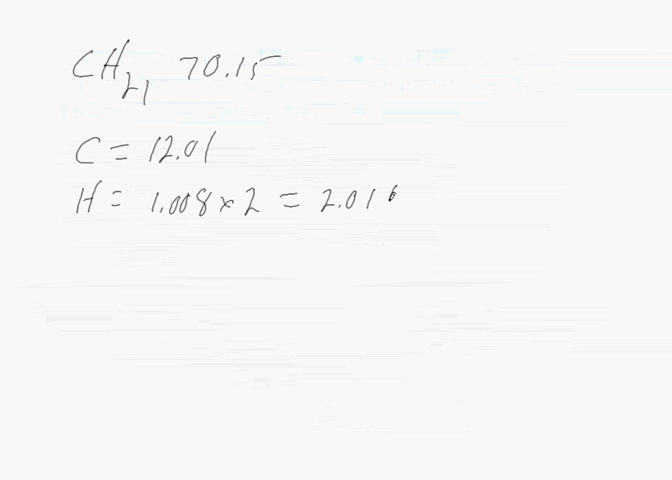 CH₂, 70.15
C = 12.01
H = 1.008 × 2 = 2.016